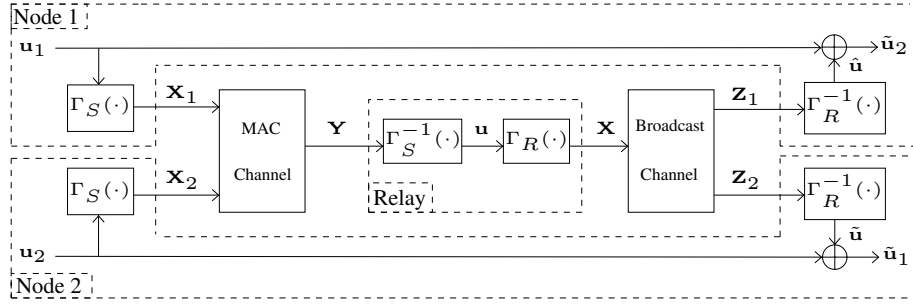 Node 1
u₁
ũ₂
û
Γ_S(·)
X₁
MAC
Channel
Y
Γ_S⁻¹(·)
u
Γ_R(·)
X
Broadcast
Channel
Z₁
Γ_R⁻¹(·)
Relay
Γ_S(·)
X₂
Z₂
Γ_R⁻¹(·)
ũ
u₂
ũ₁
Node 2